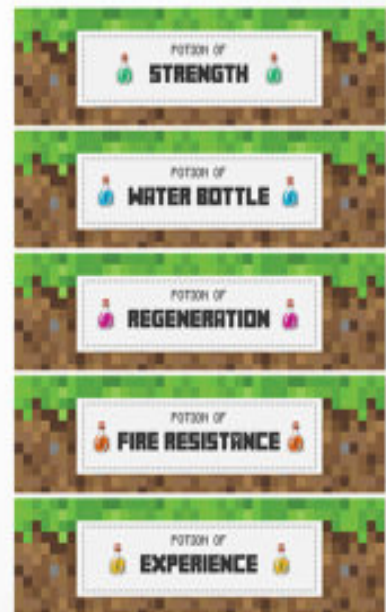 POTION OF
STRENGTH
POTION OF
WATER BOTTLE
POTION OF
REGENERATION
POTION OF
FIRE RESISTANCE
POTION OF
EXPERIENCE